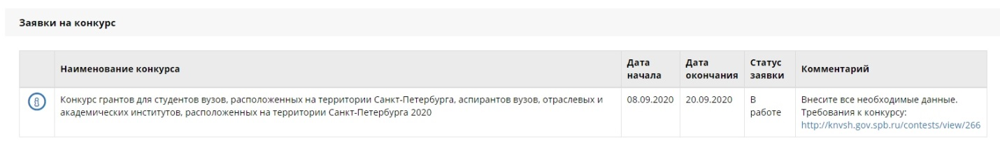 Заявки на конкурс
Наименование конкурса
Дата
начала
Дата
окончания
Статус
заявки
Комментарий
Конкурс грантов для студентов вузов, расположенных на территории Санкт-Петербурга, аспирантов вузов, отраслевых и
академических институтов, расположенных на территории Санкт-Петербурга 2020
08.09.2020
20.09.2020
В
работе
Внесите все необходимые данные.
Требования к конкурсу:
http://knvsh.gov.spb.ru/contests/view/266